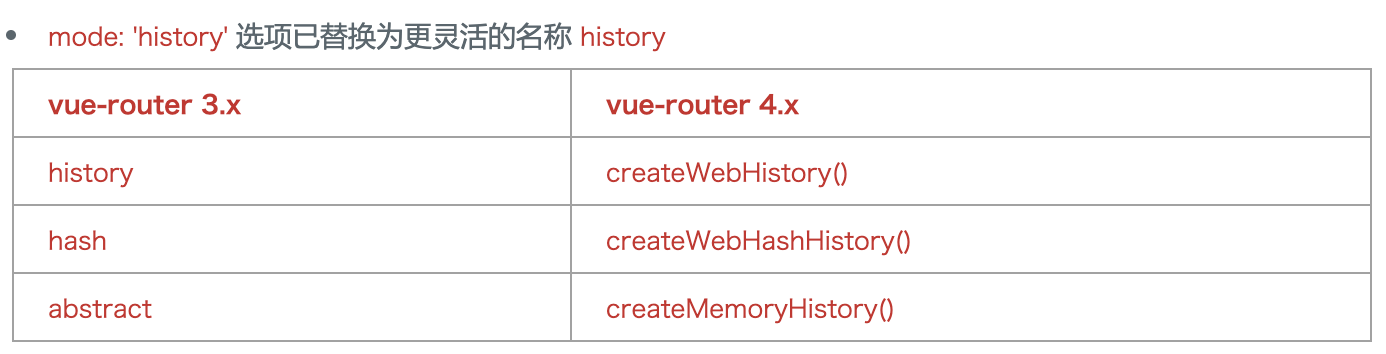 mode: 'history' 选项已替换为更灵活的名称 history
vue-router 3.x vue-router 4.x
history createWebHistory()
hash createWebHashHistory()
abstract createMemoryHistory()